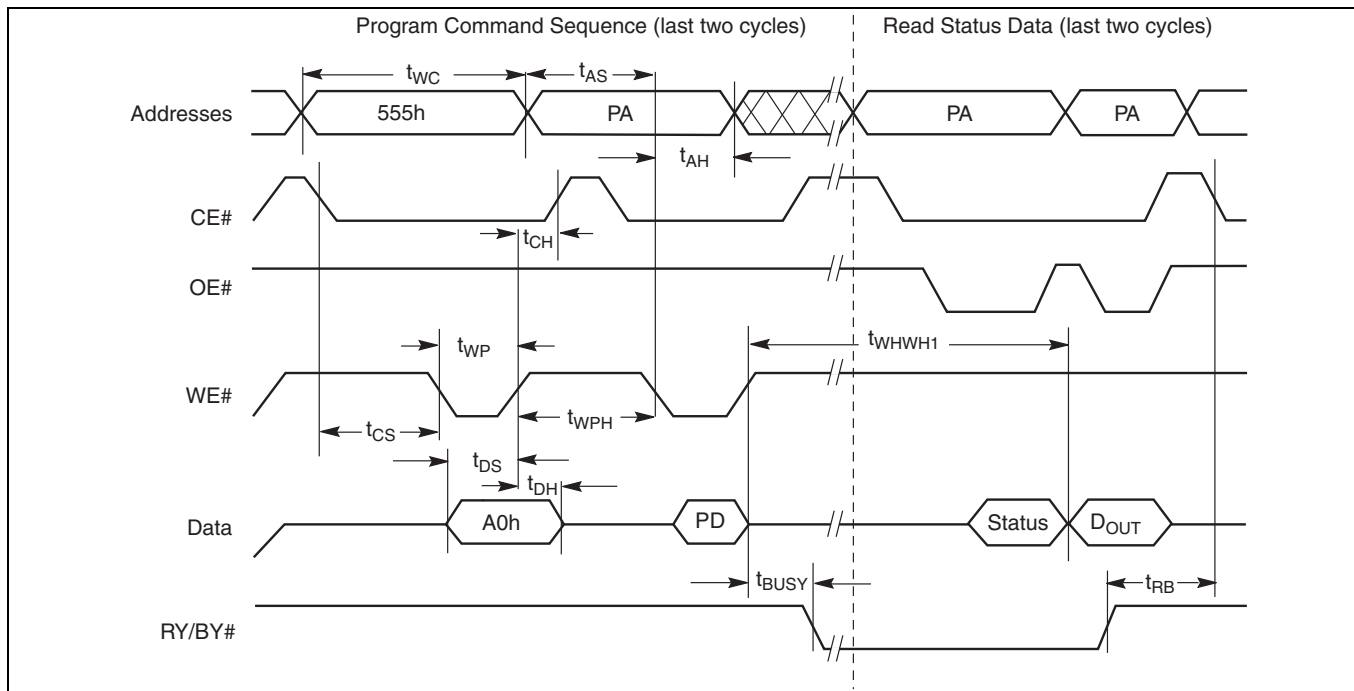 Program Command Sequence (last two cycles)
Read Status Data (last two cycles)
tWC
tAS
Addresses
555h
PA
PA
PA
tAH
CE#
tCH
OE#
tWP
tWHWH1
WE#
tWPH
tCS
tDS
tDH
Data
A0h
PD
Status
DOUT
tBUSY
tRB
RY/BY#